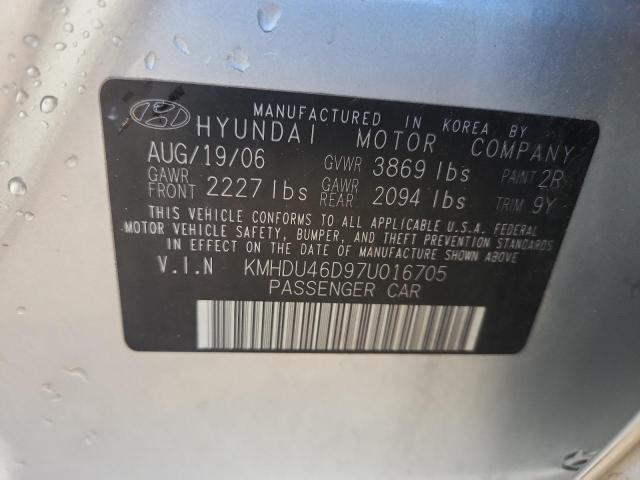 MANUFACTURED IN KOREA BY
HYUNDAI MOTOR COMPANY
AUG/19/06 GVWR 3869 lbs PAINT 2R
GAWR FRONT 2227 lbs GAWR REAR 2094 lbs TRIM 9Y
THIS VEHICLE CONFORMS TO ALL APPLICABLE U.S.A. FEDERAL
MOTOR VEHICLE SAFETY, BUMPER, AND THEFT PREVENTION STANDARDS
IN EFFECT ON THE DATE OF MANUFACTURE SHOWN ABOVE
V.I.N KMHDU46D97U016705
PASSENGER CAR